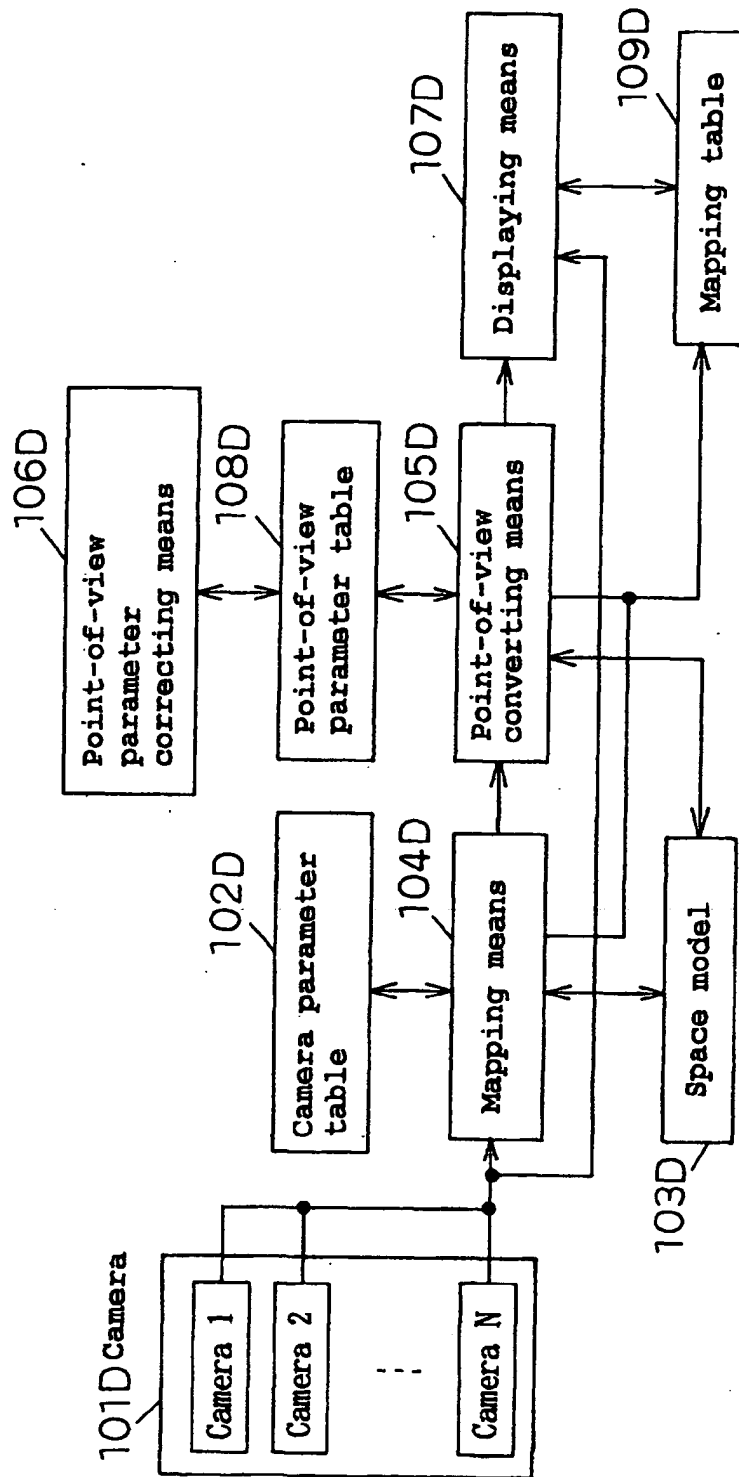 101D Camera
Camera 1
Camera 2
Camera N
102D
Camera parameter
table
104D
Mapping means
Space model
103D
106D
Point-of-view
parameter
correcting means
108D
Point-of-view
parameter table
105D
Point-of-view
converting means
107D
Displaying means
109D
Mapping table